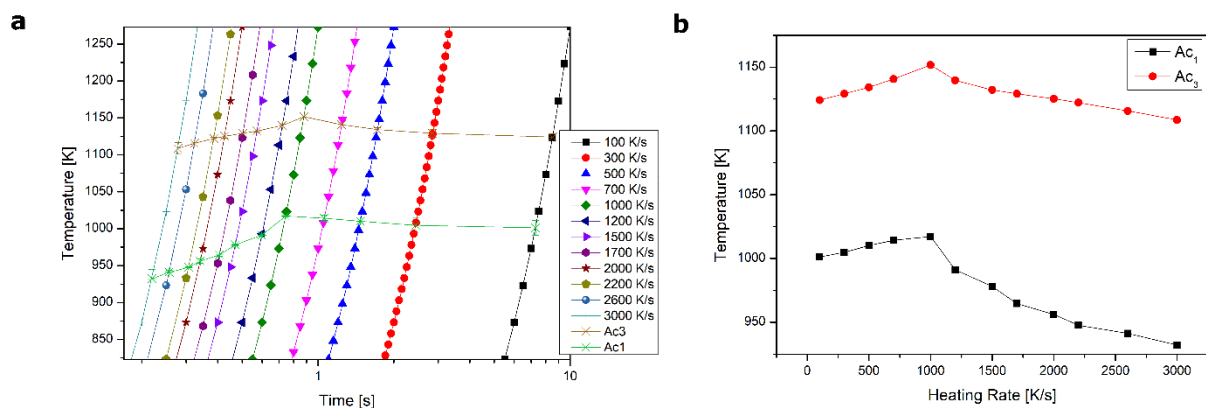 a
Temperature [K]
1250
1200
1150
1100
1050
1000
950
900
850
1
10
Time [s]
100 K/s
300 K/s
500 K/s
700 K/s
1000 K/s
1200 K/s
1500 K/s
1700 K/s
2000 K/s
2200 K/s
2600 K/s
3000 K/s
Ac3
Ac1
b
Temperature [K]
1150
1100
1050
1000
950
0
500
1000
1500
2000
2500
3000
Heating Rate [K/s]
Ac₁
Ac₃